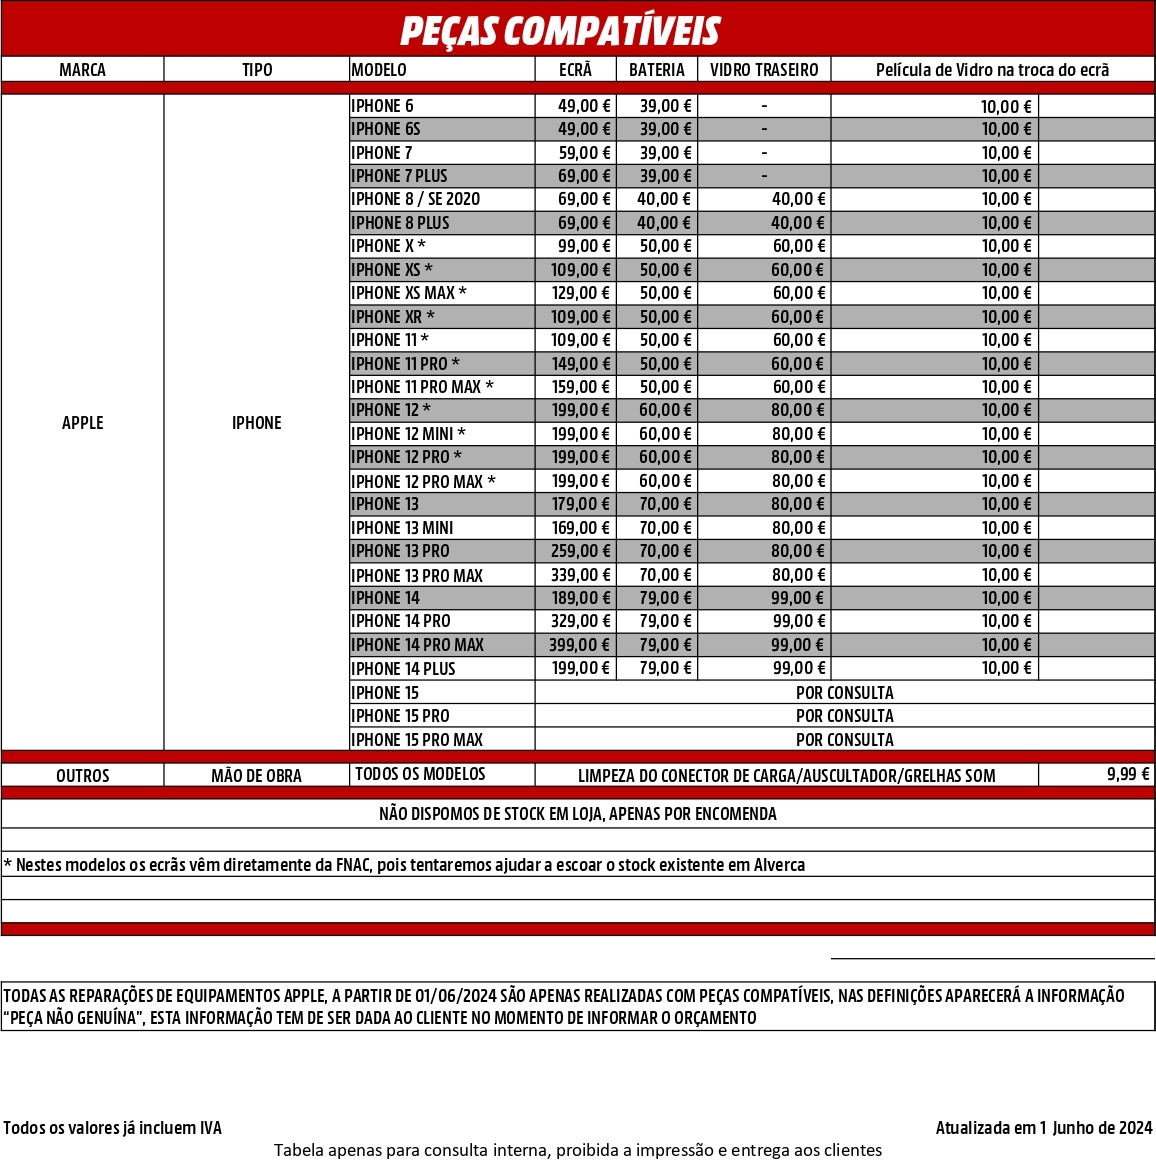 PEÇAS COMPATÍVEIS
MARCA TIPO MODELO ECRÃ BATERIA VIDRO TRASEIRO Película de Vidro na troca do ecrã
IPHONE 6 49,00 € 39,00 € - 10,00 €
IPHONE 6S 49,00 € 39,00 € - 10,00 €
IPHONE 7 59,00 € 39,00 € - 10,00 €
IPHONE 7 PLUS 69,00 € 39,00 € - 10,00 €
IPHONE 8 / SE 2020 69,00 € 40,00 € 40,00 € 10,00 €
IPHONE 8 PLUS 69,00 € 40,00 € 40,00 € 10,00 €
IPHONE X * 99,00 € 50,00 € 60,00 € 10,00 €
IPHONE XS * 109,00 € 50,00 € 60,00 € 10,00 €
IPHONE XS MAX * 129,00 € 50,00 € 60,00 € 10,00 €
IPHONE XR * 109,00 € 50,00 € 60,00 € 10,00 €
IPHONE 11 * 109,00 € 50,00 € 60,00 € 10,00 €
IPHONE 11 PRO * 149,00 € 50,00 € 60,00 € 10,00 €
IPHONE 11 PRO MAX * 159,00 € 50,00 € 60,00 € 10,00 €
IPHONE 12 * 199,00 € 60,00 € 80,00 € 10,00 €
APPLE IPHONE IPHONE 12 MINI * 199,00 € 60,00 € 80,00 € 10,00 €
IPHONE 12 PRO * 199,00 € 60,00 € 80,00 € 10,00 €
IPHONE 12 PRO MAX * 199,00 € 60,00 € 80,00 € 10,00 €
IPHONE 13 179,00 € 70,00 € 80,00 € 10,00 €
IPHONE 13 MINI 169,00 € 70,00 € 80,00 € 10,00 €
IPHONE 13 PRO 259,00 € 70,00 € 80,00 € 10,00 €
IPHONE 13 PRO MAX 339,00 € 70,00 € 80,00 € 10,00 €
IPHONE 14 189,00 € 79,00 € 99,00 € 10,00 €
IPHONE 14 PRO 329,00 € 79,00 € 99,00 € 10,00 €
IPHONE 14 PRO MAX 399,00 € 79,00 € 99,00 € 10,00 €
IPHONE 14 PLUS 199,00 € 79,00 € 99,00 € 10,00 €
IPHONE 15 POR CONSULTA
IPHONE 15 PRO POR CONSULTA
IPHONE 15 PRO MAX POR CONSULTA
OUTROS MÃO DE OBRA TODOS OS MODELOS LIMPEZA DO CONECTOR DE CARGA/AUSCULTADOR/GRELHAS SOM 9,99 €
NÃO DISPOMOS DE STOCK EM LOJA, APENAS POR ENCOMENDA
* Nestes modelos os ecrãs vêm diretamente da FNAC, pois tentaremos ajudar a escoar o stock existente em Alverca
TODAS AS REPARAÇÕES DE EQUIPAMENTOS APPLE, A PARTIR DE 01/06/2024 SÃO APENAS REALIZADAS COM PEÇAS COMPATÍVEIS, NAS DEFINIÇÕES APARECERÁ A INFORMAÇÃO
“PEÇA NÃO GENUÍNA”, ESTA INFORMAÇÃO TEM DE SER DADA AO CLIENTE NO MOMENTO DE INFORMAR O ORÇAMENTO
Todos os valores já incluem IVA Atualizada em 1 Junho de 2024
Tabela apenas para consulta interna, proibida a impressão e entrega aos clientes